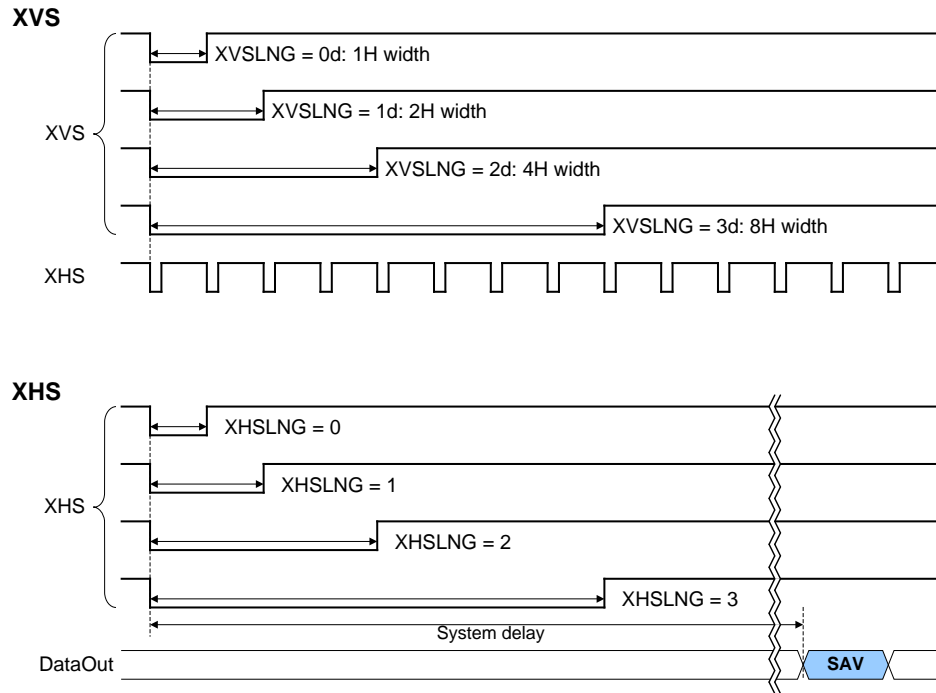 XVS
XVSLNG = 0d: 1H width
XVSLNG = 1d: 2H width
XVS
XVSLNG = 2d: 4H width
XVSLNG = 3d: 8H width
XHS
XHS
XHSLNG = 0
XHSLNG = 1
XHS
XHSLNG = 2
XHSLNG = 3
System delay
DataOut
SAV